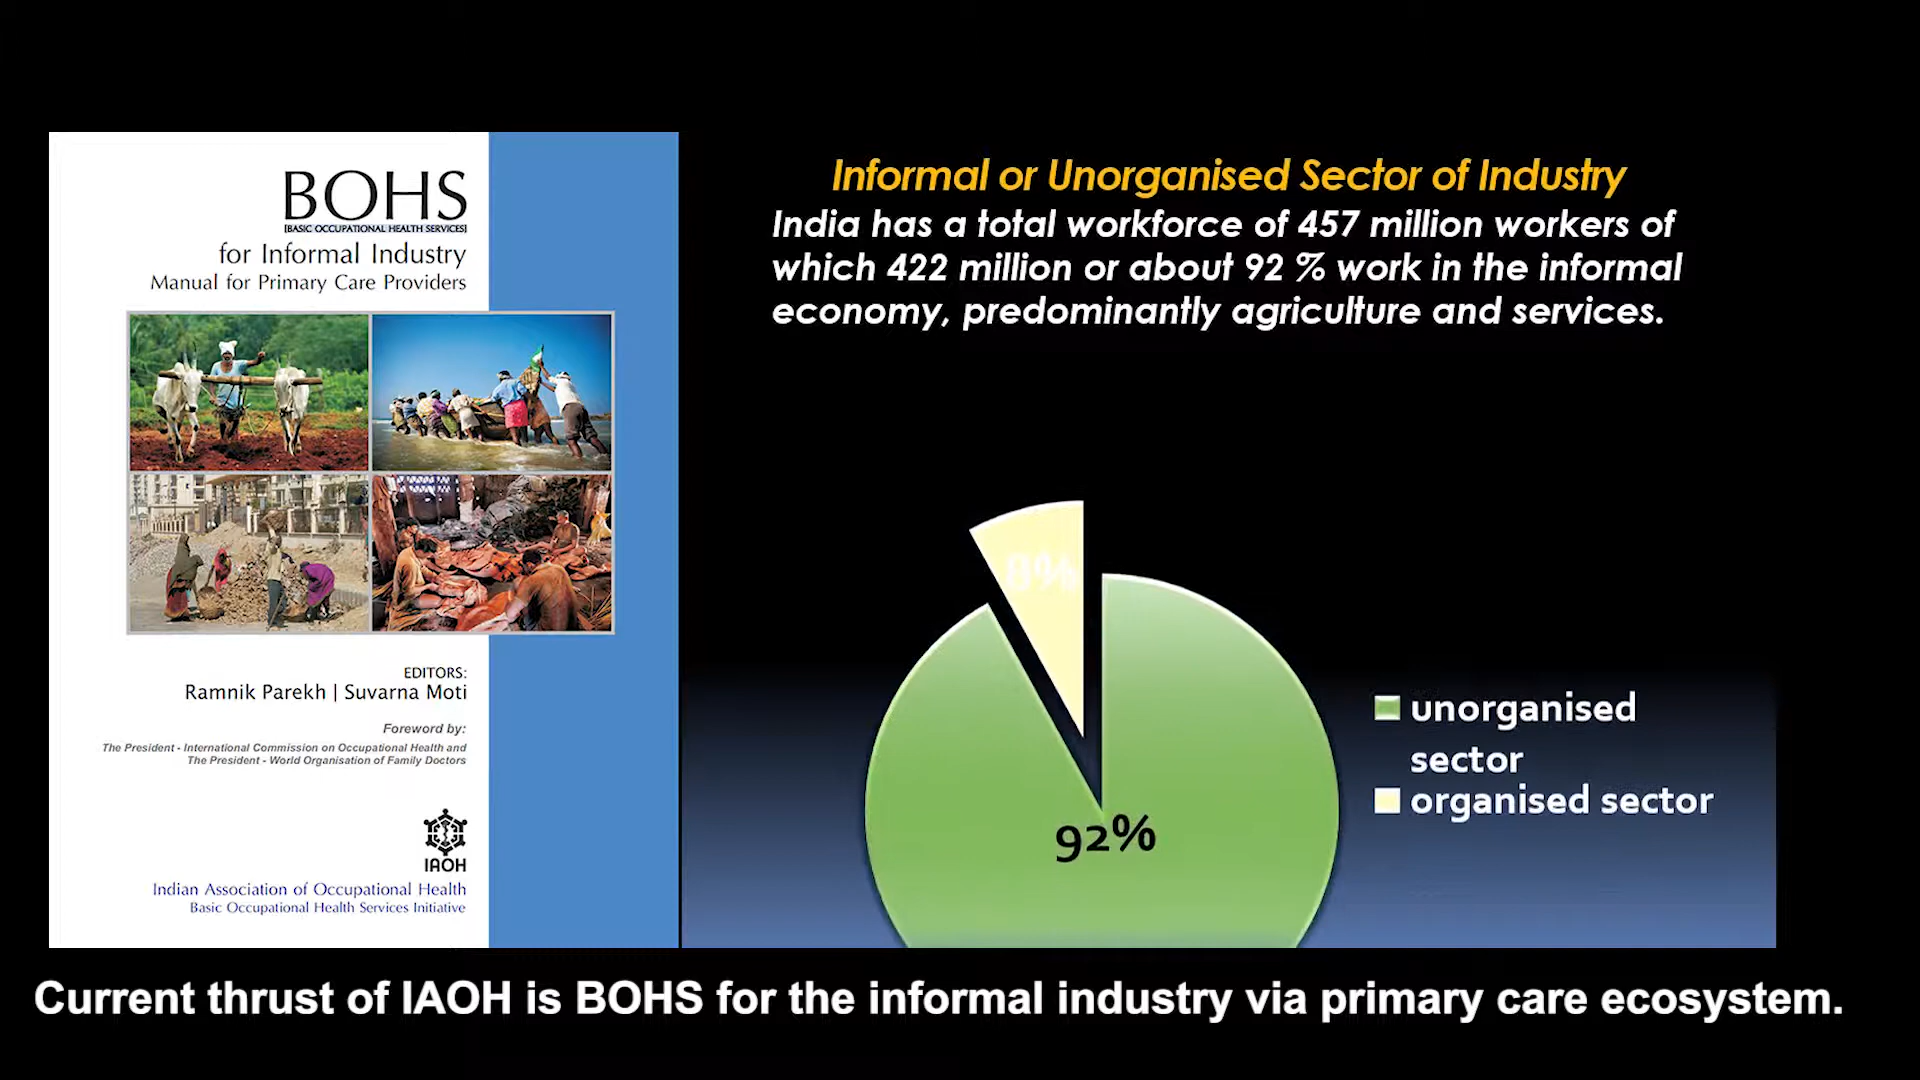 BOHS
[BASIC OCCUPATIONAL HEALTH SERVICES]
for Informal Industry
Manual for Primary Care Providers
EDITORS:
Ramnik Parekh | Suvarna Moti
Foreword by:
The President - International Commission on Occupational Health and
The President - World Organisation of Family Doctors
IAOH
Indian Association of Occupational Health
Basic Occupational Health Services Initiative
Informal or Unorganised Sector of Industry
India has a total workforce of 457 million workers of
which 422 million or about 92 % work in the informal
economy, predominantly agriculture and services.
8%
92%
unorganised
sector
organised sector
Current thrust of IAOH is BOHS for the informal industry via primary care ecosystem.